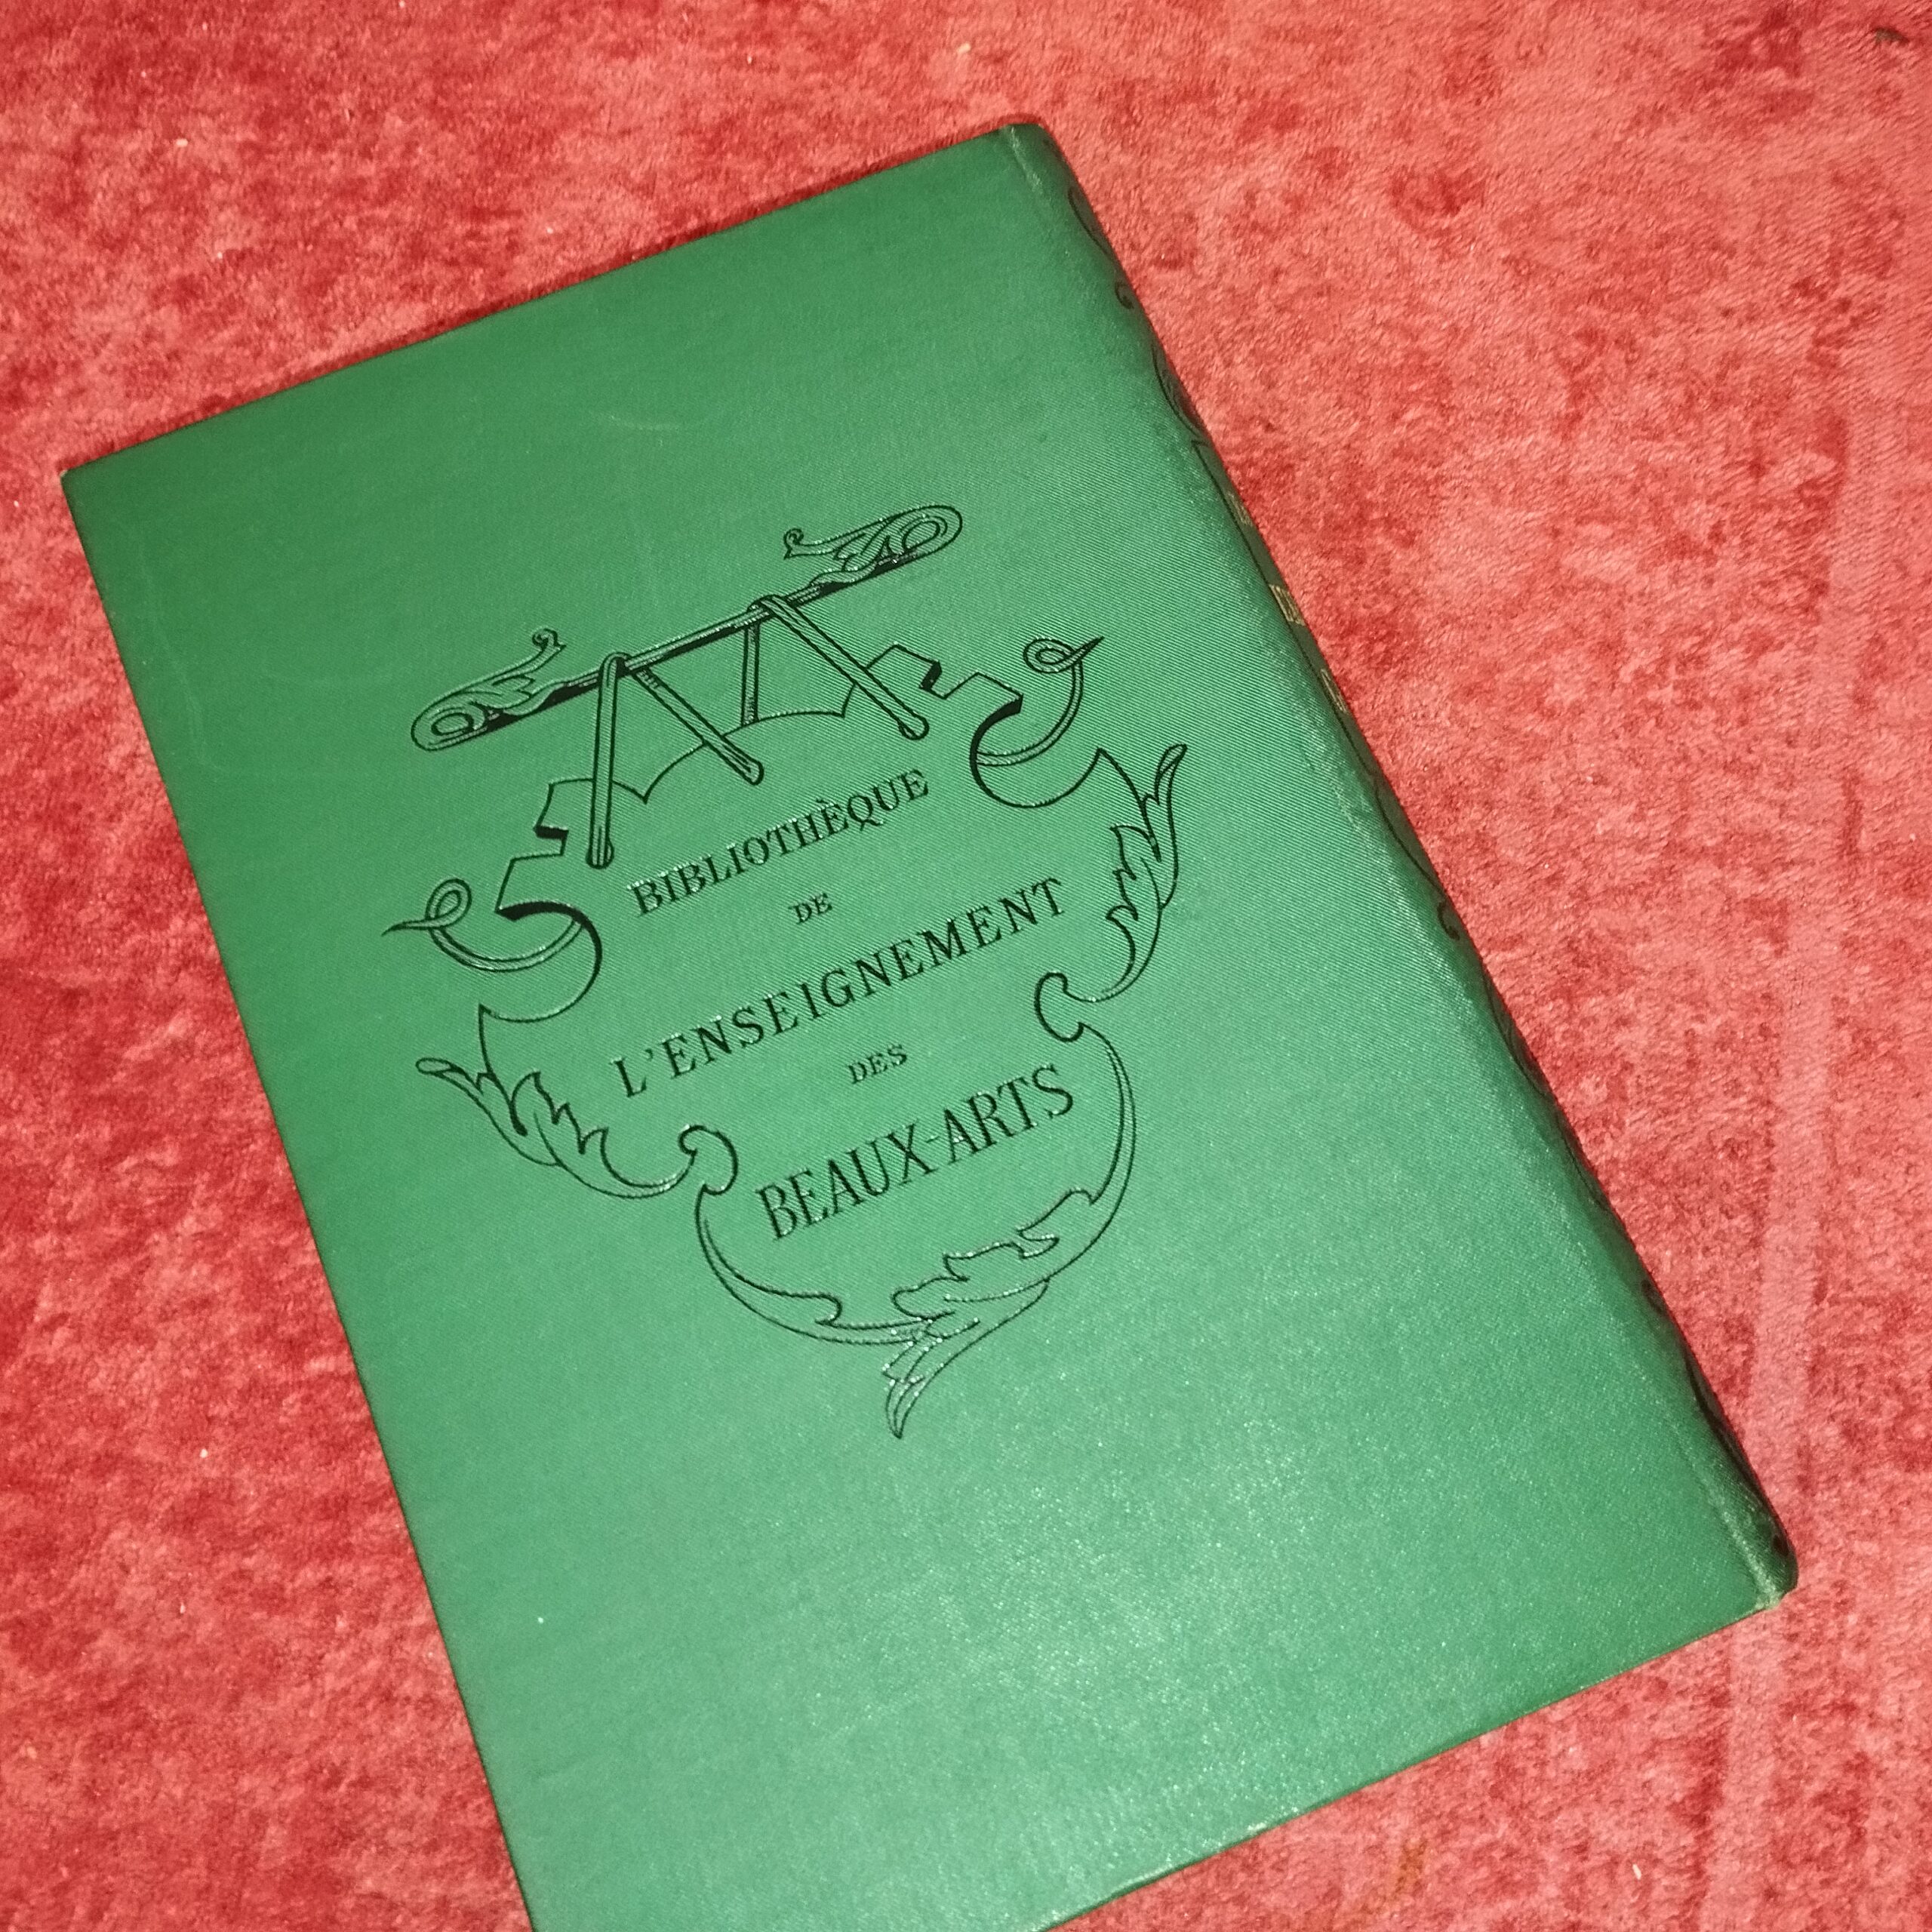 BIBLIOTHÈQUE
DE
L'ENSEIGNEMENT
DES
BEAUX-ARTS